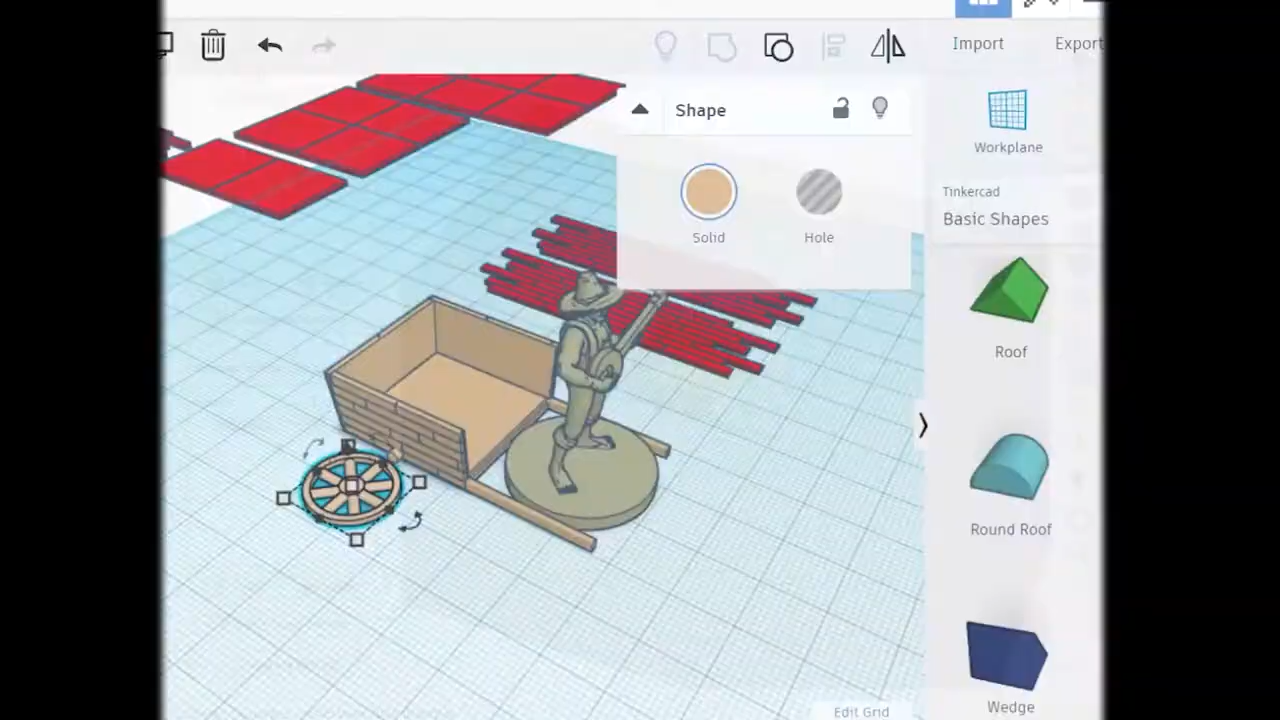 Import
Export
Shape
Workplane
Tinkercad
Basic Shapes
Solid
Hole
Roof
Round Roof
Wedge
Edit Grid